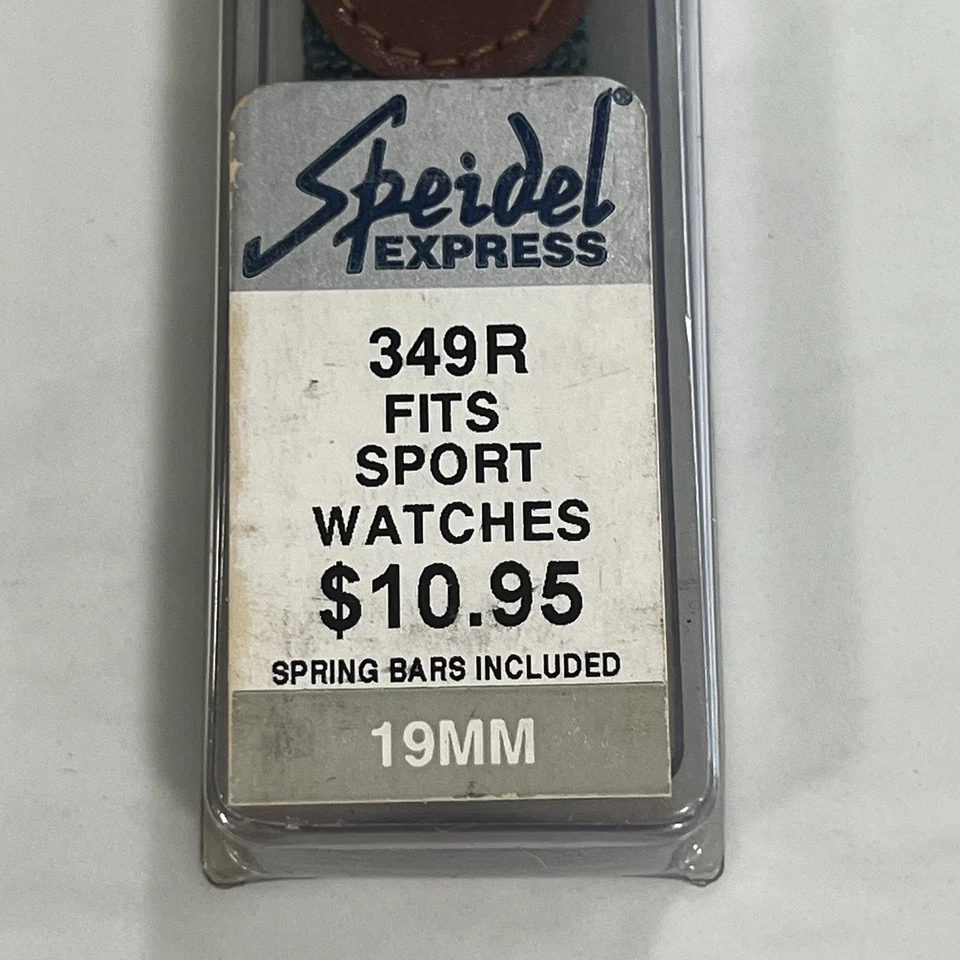 Speidel®
EXPRESS
349R
FITS
SPORT
WATCHES
$10.95
SPRING BARS INCLUDED
19MM